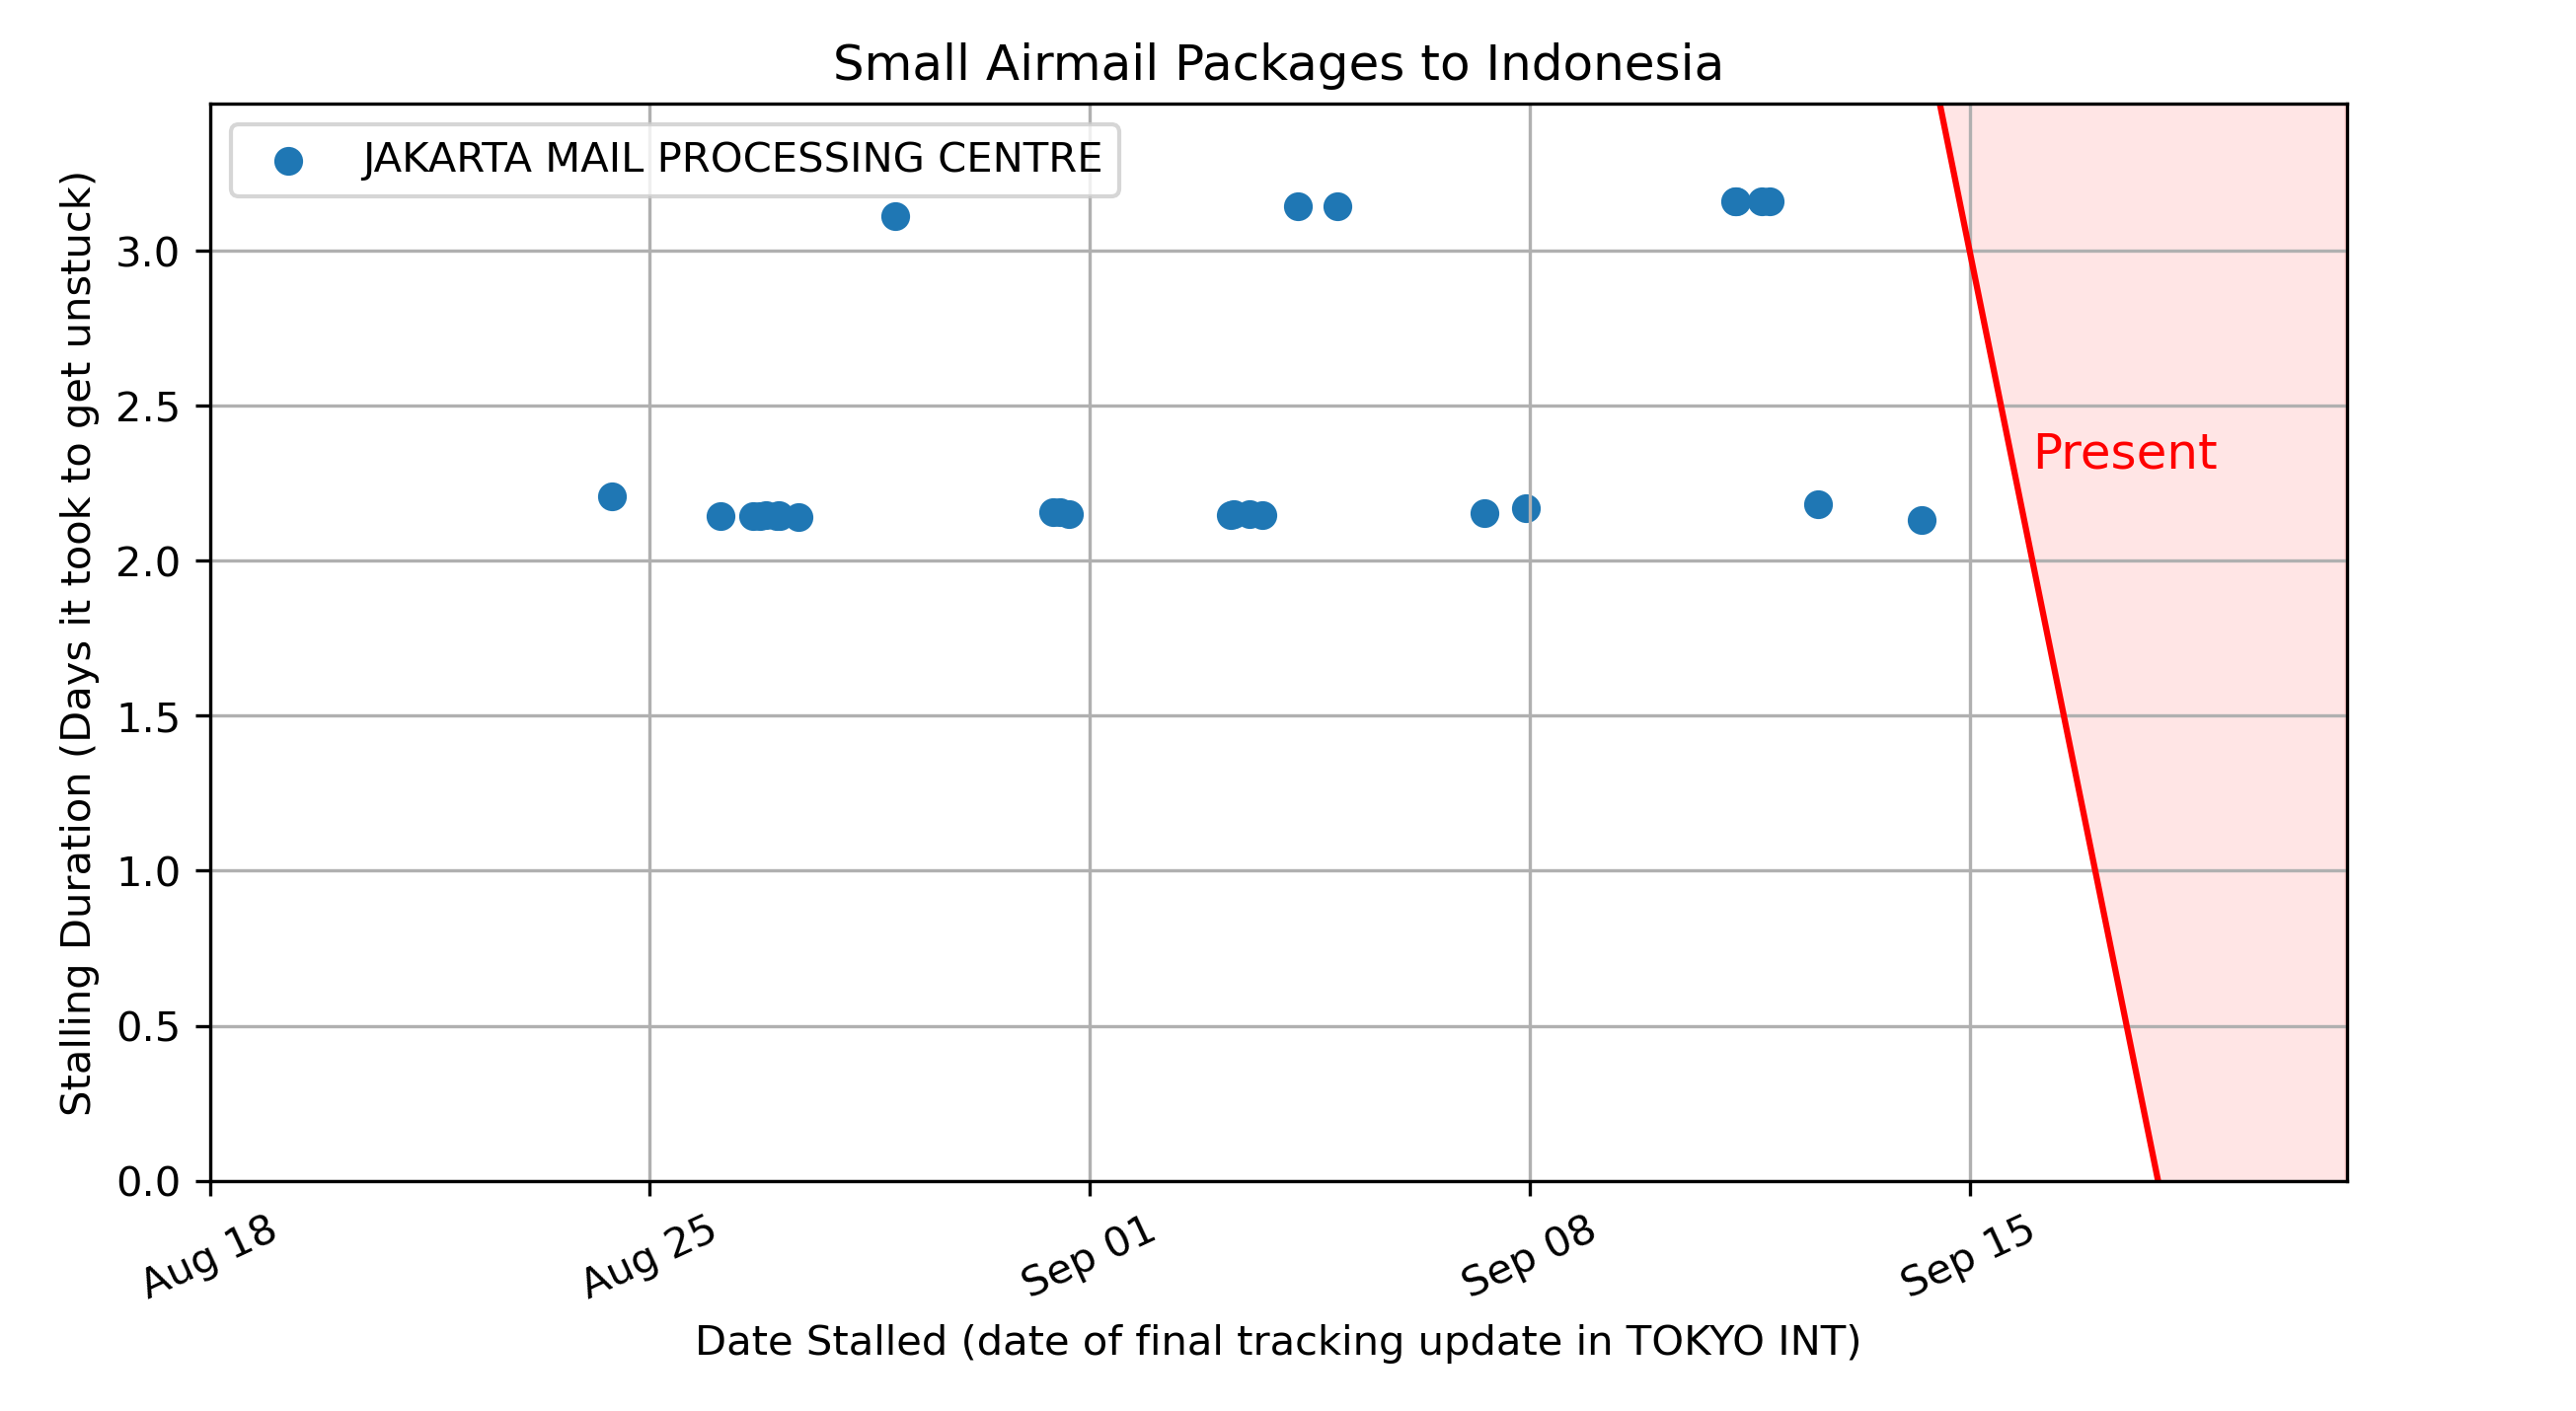 Small Airmail Packages to Indonesia
JAKARTA MAIL PROCESSING CENTRE
Stalling Duration (Days it took to get unstuck)
3.0
2.5
2.0
1.5
1.0
0.5
0.0
Present
Aug 18
Aug 25
Sep 01
Sep 08
Sep 15
Date Stalled (date of final tracking update in TOKYO INT)